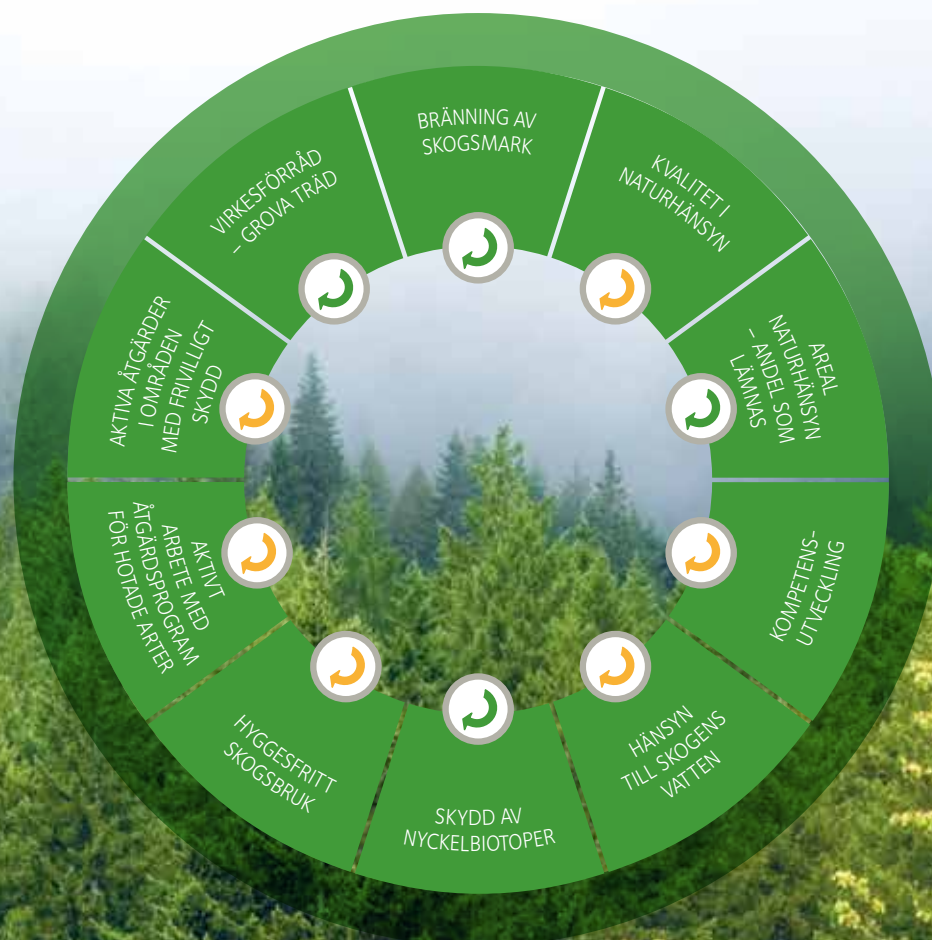 BRÄNNING AV
SKOGSMARK
KVALITET I
NATURHÄNSYN
AREAL
NATURHÄNSYN
– ANDEL SOM
LÄMNAS
KOMPETENS-
UTVECKLING
HÄNSYN
TILL SKOGENS
VATTEN
SKYDD AV
NYCKELBIOTOPER
HYGGESFRITT
SKOGSBRUK
AKTIVT
ARBETE MED
ÅTGÄRDSPROGRAM
FÖR HOTADE ARTER
AKTIVA ÅTGÄRDER
I OMRÅDEN
MED FRIVILLIGT
SKYDD
VIRKESFÖRRÅD
– GROVA TRÄD